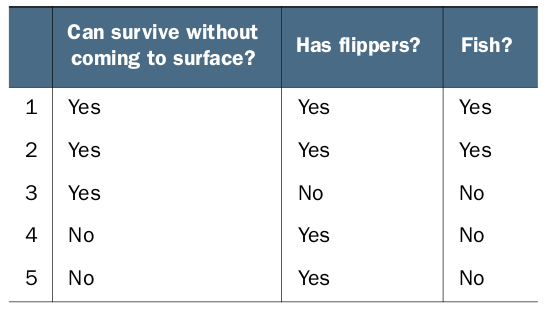 Can survive without coming to surface? Has flippers? Fish?
1 Yes Yes Yes
2 Yes Yes Yes
3 Yes No No
4 No Yes No
5 No Yes No